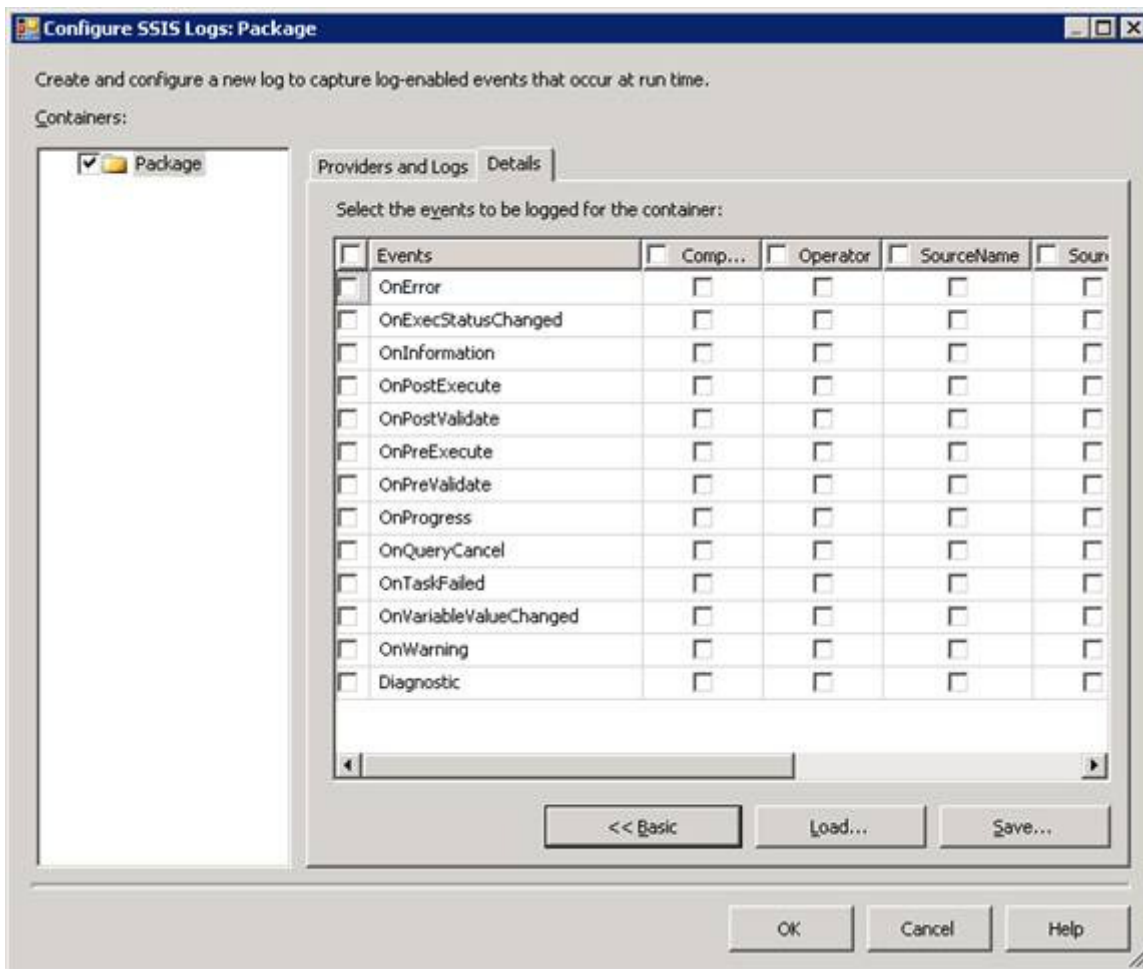 Configure SSIS Logs: Package
Create and configure a new log to capture log-enabled events that occur at run time.
Containers:
Package
Providers and Logs Details
Select the events to be logged for the container:
Events Comp... Operator SourceName Sour
OnError
OnExecStatusChanged
OnInformation
OnPostExecute
OnPostValidate
OnPreExecute
OnPreValidate
OnProgress
OnQueryCancel
OnTaskFailed
OnVariableValueChanged
OnWarning
Diagnostic
<< Basic Load... Save...
OK Cancel Help